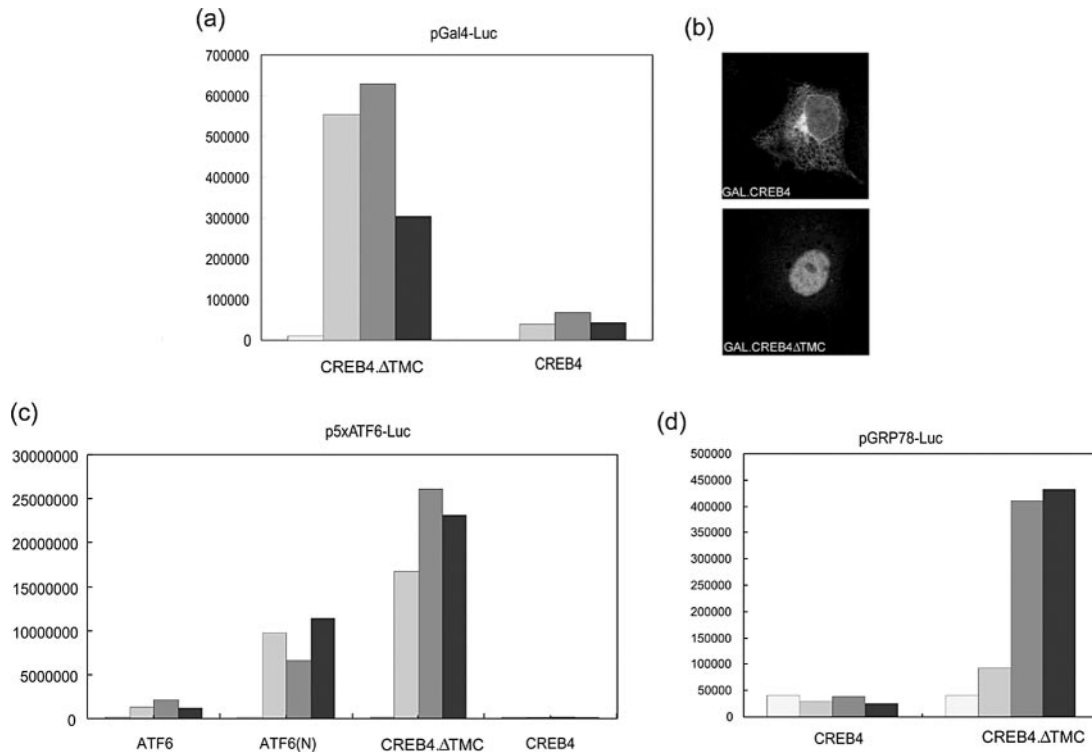 (a)
pGal4-Luc
700000
600000
500000
400000
300000
200000
100000
0
CREB4.ΔTMC CREB4
(b)
GAL.CREB4
GAL.CREB4ΔTMC
(c)
p5xATF6-Luc
30000000
25000000
20000000
15000000
10000000
5000000
0
ATF6 ATF6(N) CREB4.ΔTMC CREB4
(d)
pGRP78-Luc
500000
450000
400000
350000
300000
250000
200000
150000
100000
50000
0
CREB4 CREB4.ΔTMC